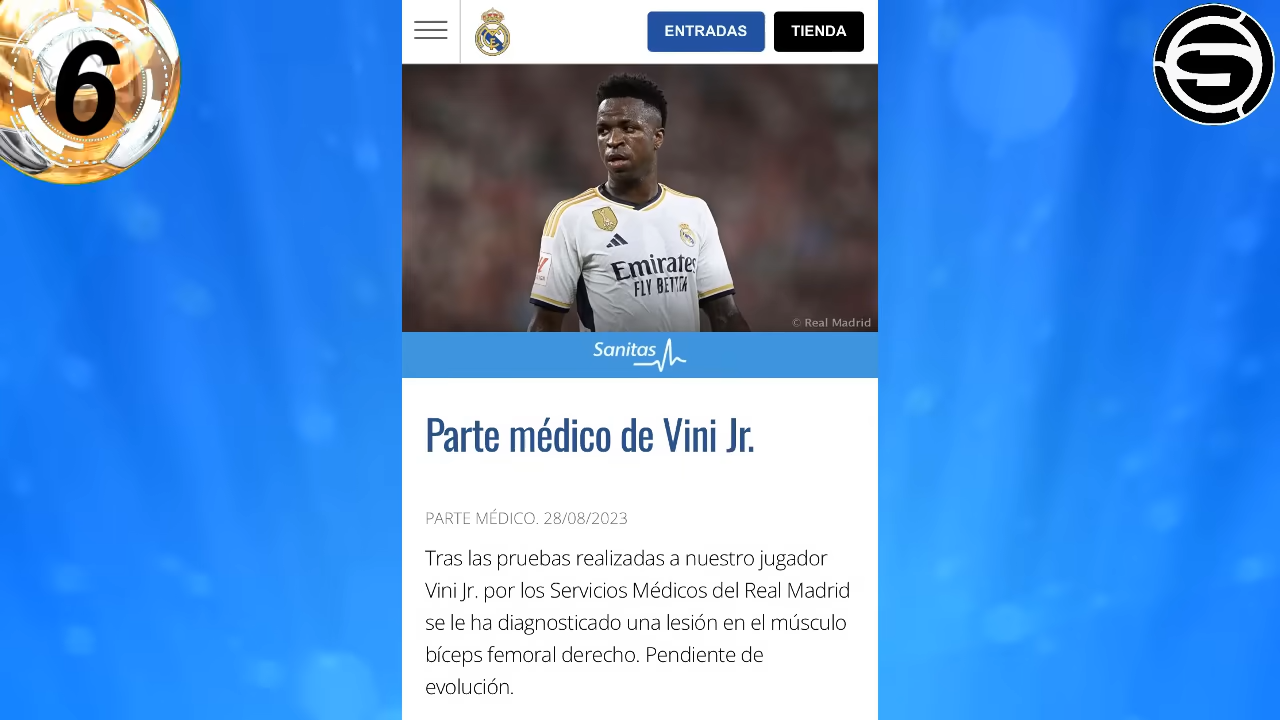 6
ENTRADAS
TIENDA
Emirates
FLY BETTER
© Real Madrid
Sanitas
Parte médico de Vini Jr.
PARTE MÉDICO. 28/08/2023
Tras las pruebas realizadas a nuestro jugador
Vini Jr. por los Servicios Médicos del Real Madrid
se le ha diagnosticado una lesión en el músculo
bíceps femoral derecho. Pendiente de
evolución.